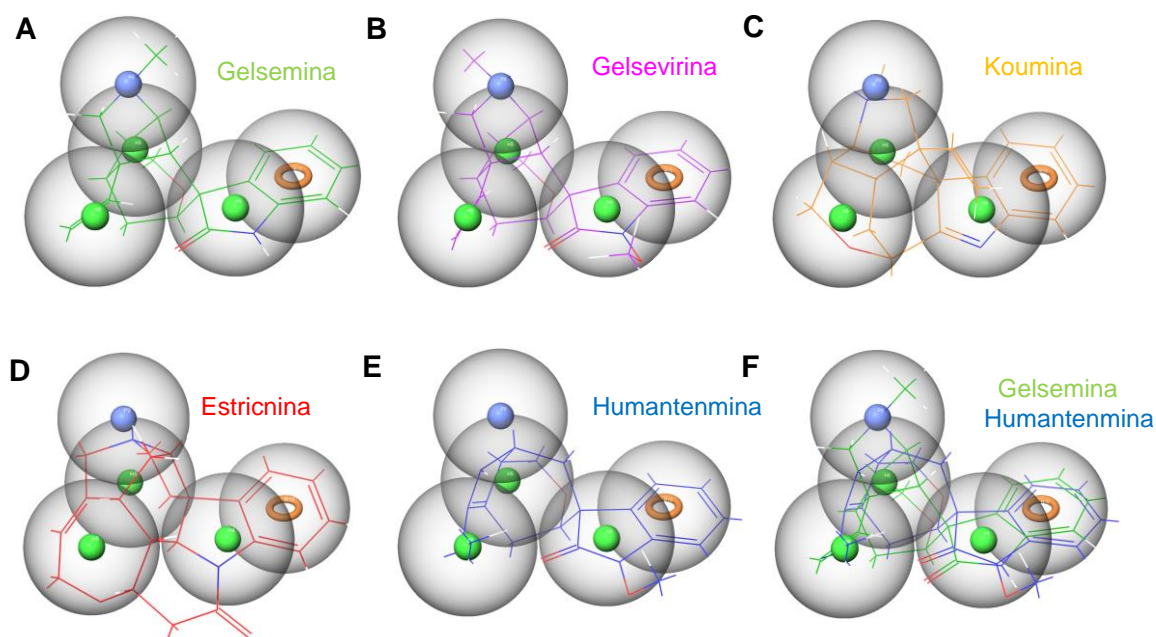 A
Gelsemina
B
Gelsevirina
C
Koumina
D
Estricnina
E
Humantenmina
F
Gelsemina
Humantenmina